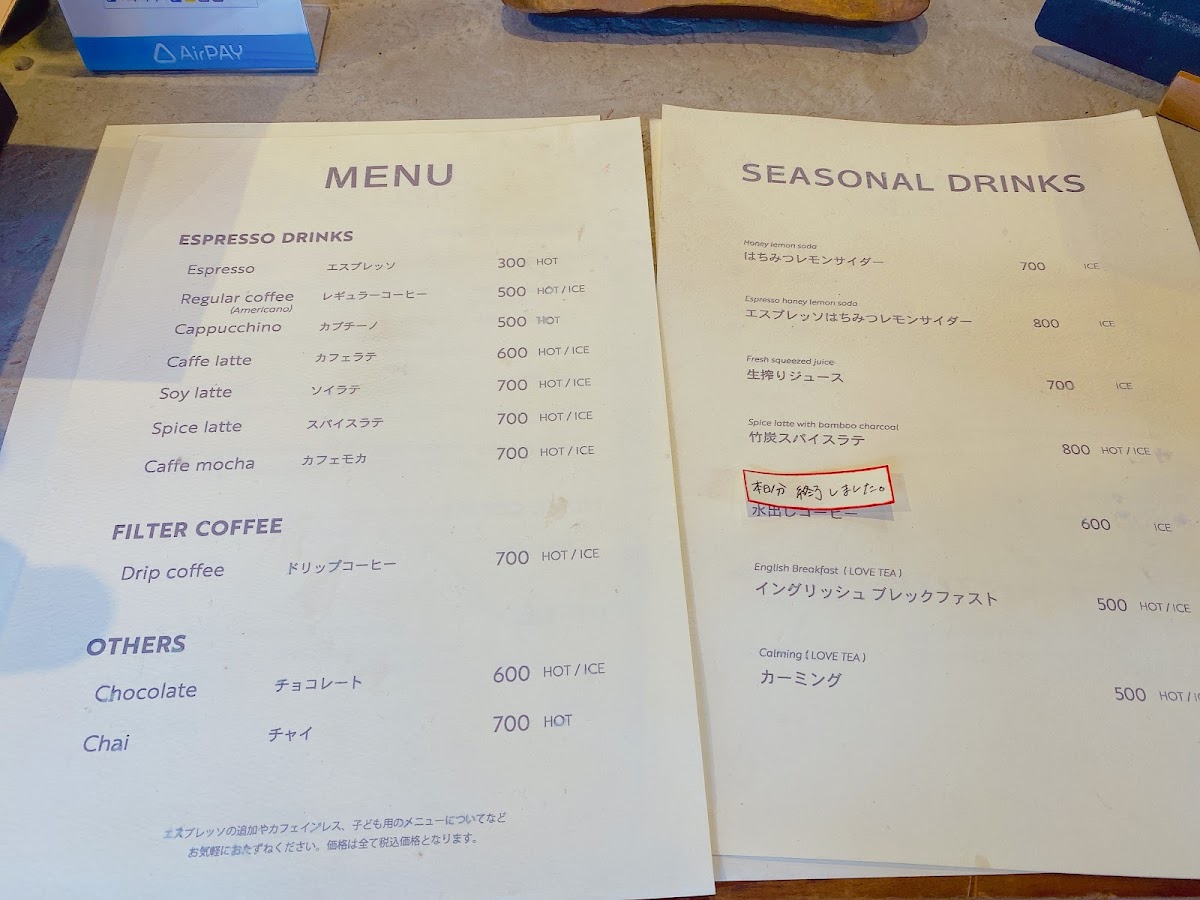 AirPAY
MENU
ESPRESSO DRINKS
Espresso エスプレッソ 300 HOT
Regular coffee レギュラーコーヒー 500 HOT / ICE
(Americano)
Cappucchino カプチーノ 500 HOT
Caffe latte カフェラテ 600 HOT / ICE
Soy latte ソイラテ 700 HOT / ICE
Spice latte スパイスラテ 700 HOT / ICE
Caffe mocha カフェモカ 700 HOT / ICE
FILTER COFFEE
Drip coffee ドリップコーヒー 700 HOT / ICE
OTHERS
Chocolate チョコレート 600 HOT / ICE
Chai チャイ 700 HOT
エスプレッソの追加やカフェインレス、子ども用のメニューについてなど
お気軽におたずねください。価格は全て税込価格となります。
SEASONAL DRINKS
Honey lemon soda
はちみつレモンサイダー 700 ICE
Espresso honey lemon soda
エスプレッソはちみつレモンサイダー 800 ICE
Fresh squeezed juice
生搾りジュース 700 ICE
Spice latte with bamboo charcoal
竹炭スパイスラテ 800 HOT / ICE
本日分 終了しました。
水出しコーヒー 600 ICE
English Breakfast ( LOVE TEA )
イングリッシュ ブレックファスト 500 HOT / ICE
Calming ( LOVE TEA )
カーミング 500 HOT / IC